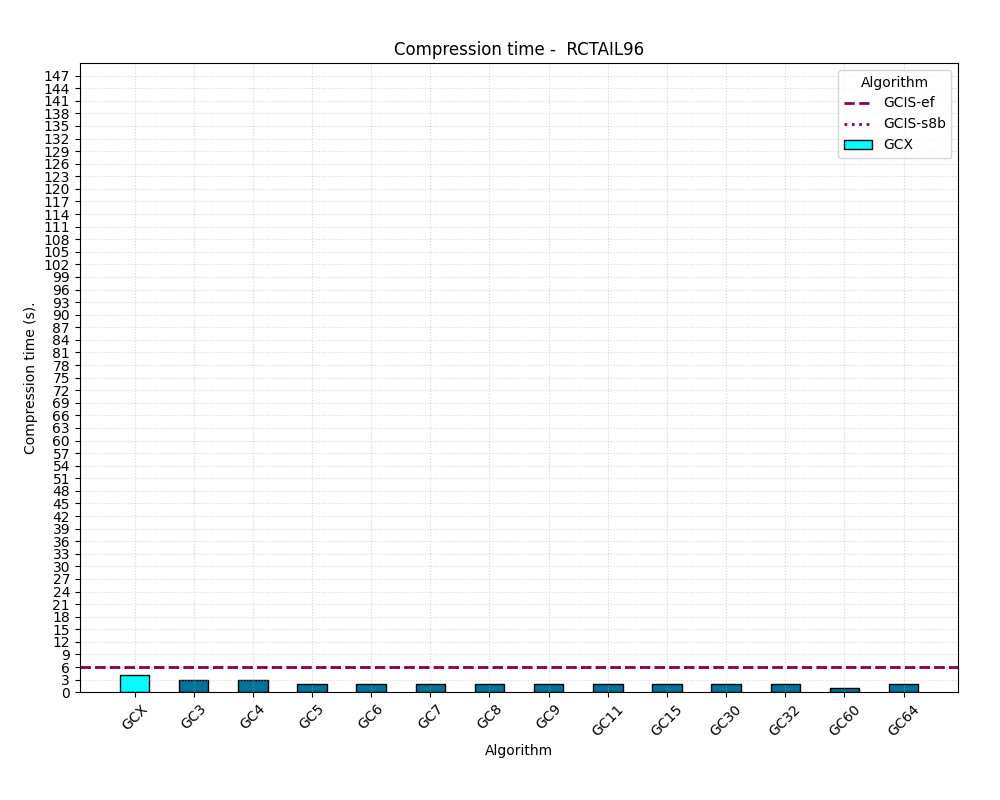 Compression time -  RCTAIL96
Algorithm
GCIS-ef
GCIS-s8b
GCX
Compression time (s).
147
144
141
138
135
132
129
126
123
120
117
114
111
108
105
102
99
96
93
90
87
84
81
78
75
72
69
66
63
60
57
54
51
48
45
42
39
36
33
30
27
24
21
18
15
12
9
6
3
0
GCX
GC3
GC4
GC5
GC6
GC7
GC8
GC9
GC11
GC15
GC30
GC32
GC60
GC64
Algorithm